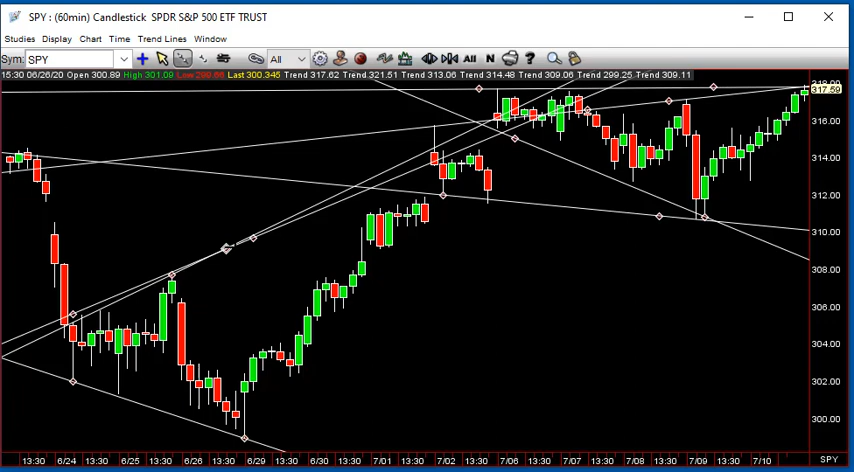 SPY : (60min) Candlestick SPDR S&P 500 ETF TRUST
Studies Display Chart Time Trend Lines Window
Sym: SPY All All N ?
15:30 06/26/20 Open 300.89 High 301.09 Low 299.66 Last 300.345 Trend 317.62 Trend 321.51 Trend 313.06 Trend 314.48 Trend 309.06 Trend 299.25 Trend 309.11
318.00
317.59
316.00
314.00
312.00
310.00
308.00
306.00
304.00
302.00
300.00
13:30 6/24 13:30 6/25 13:30 6/26 13:30 6/29 13:30 6/30 13:30 7/01 13:30 7/02 13:30 7/06 13:30 7/07 13:30 7/08 13:30 7/09 13:30 7/10 SPY